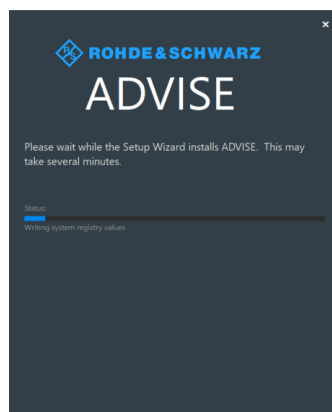 ROHDE&SCHWARZ
ADVISE
Please wait while the Setup Wizard installs ADVISE. This may
take several minutes.
Status:
Writing system registry values